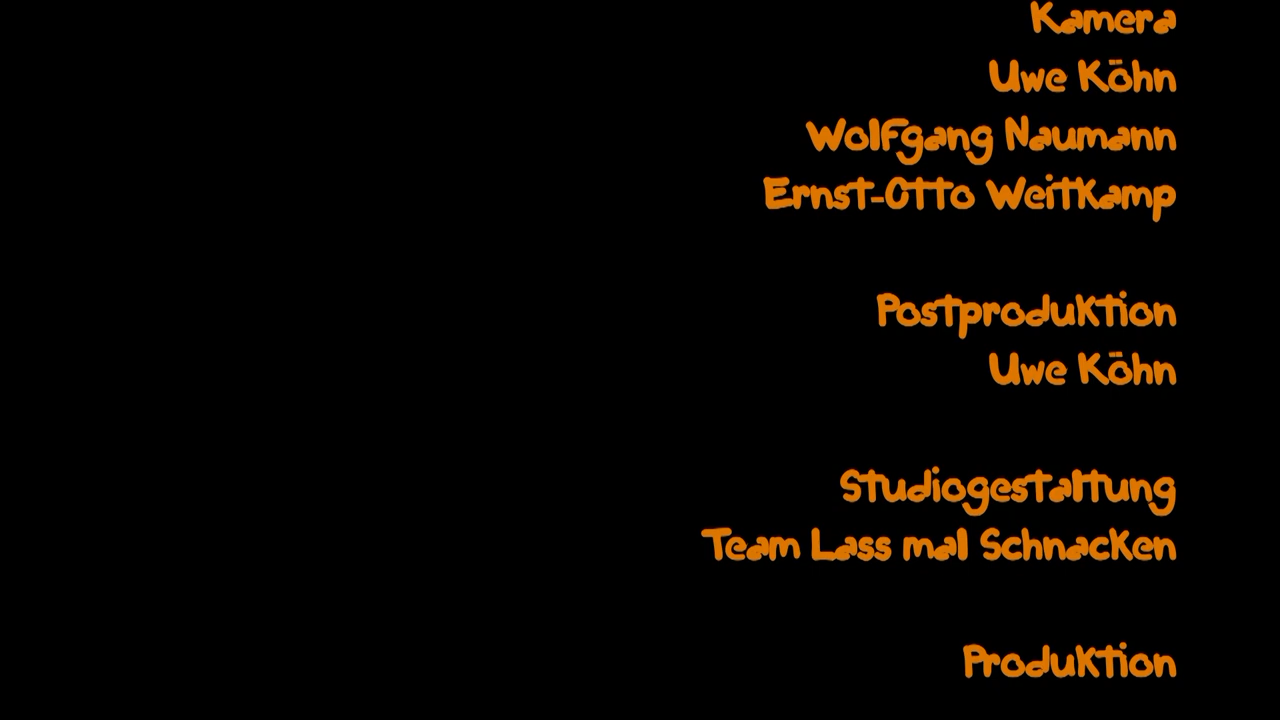 Kamera
Uwe Köhn
Wolfgang Naumann
Ernst-Otto Weitkamp
Postproduktion
Uwe Köhn
Studiogestaltung
Team Lass mal Schnacken
Produktion